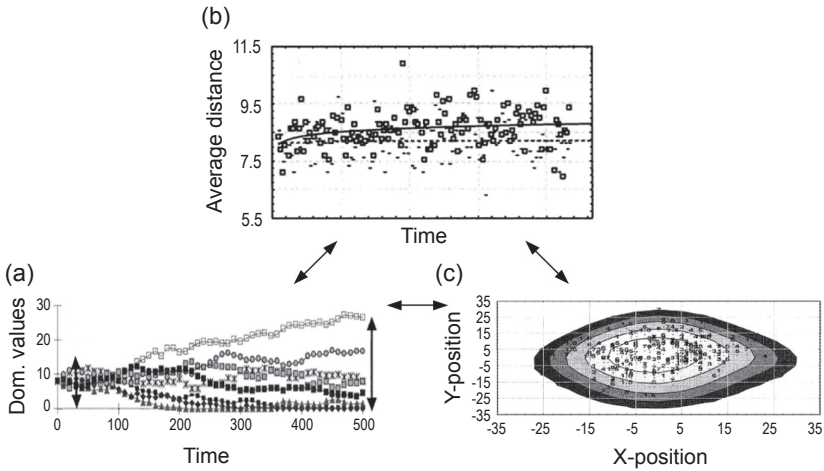 (b)
Average distance
11.5
9.5
7.5
5.5
Time
(a)
Dom. values
30
20
10
0
0 100 200 300 400 500
Time
(c)
Y-position
35
25
15
5
-5
-15
-25
-35
-35 -25 -15 -5 5 15 25 35
X-position